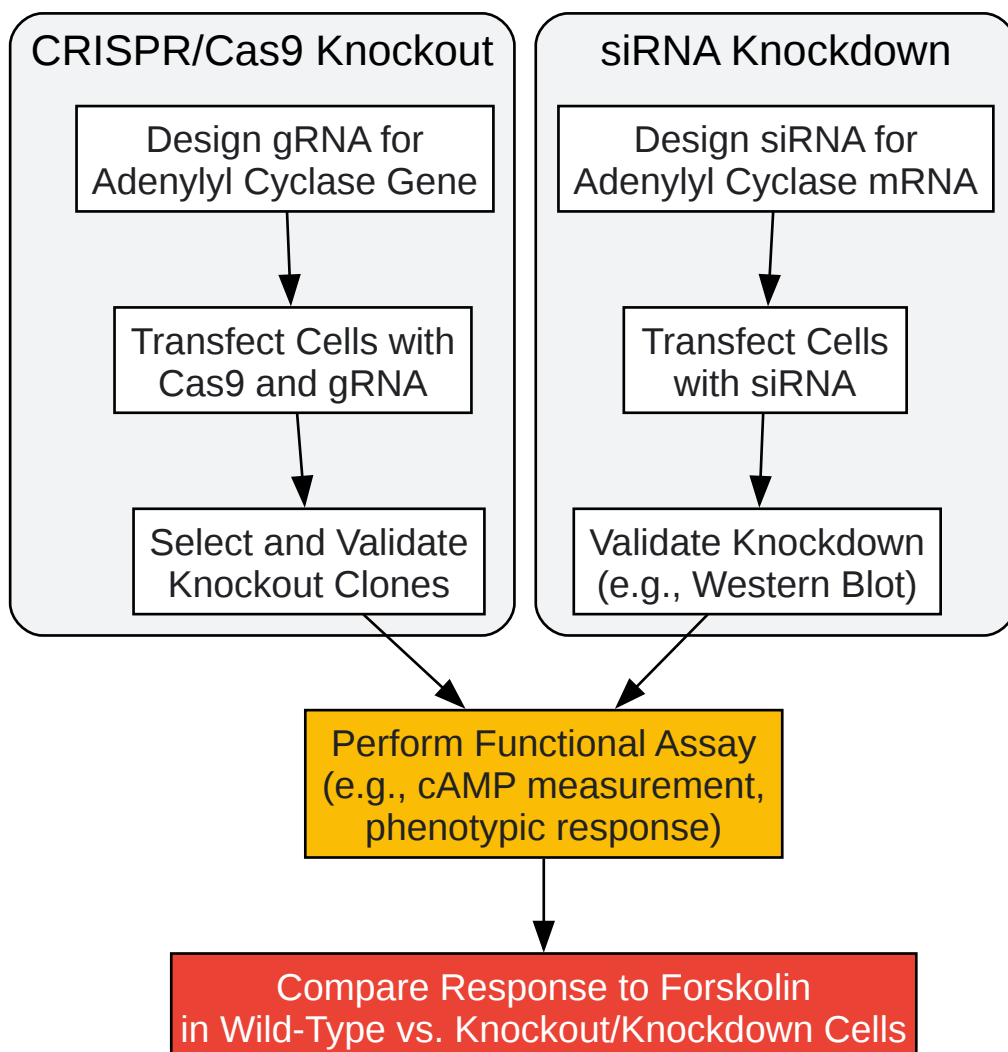 CRISPR/Cas9 Knockout
Design gRNA for
Adenylyl Cyclase Gene
Transfect Cells with
Cas9 and gRNA
Select and Validate
Knockout Clones
siRNA Knockdown
Design siRNA for
Adenylyl Cyclase mRNA
Transfect Cells
with siRNA
Validate Knockdown
(e.g., Western Blot)
Perform Functional Assay
(e.g., cAMP measurement,
phenotypic response)
Compare Response to Forskolin
in Wild-Type vs. Knockout/Knockdown Cells